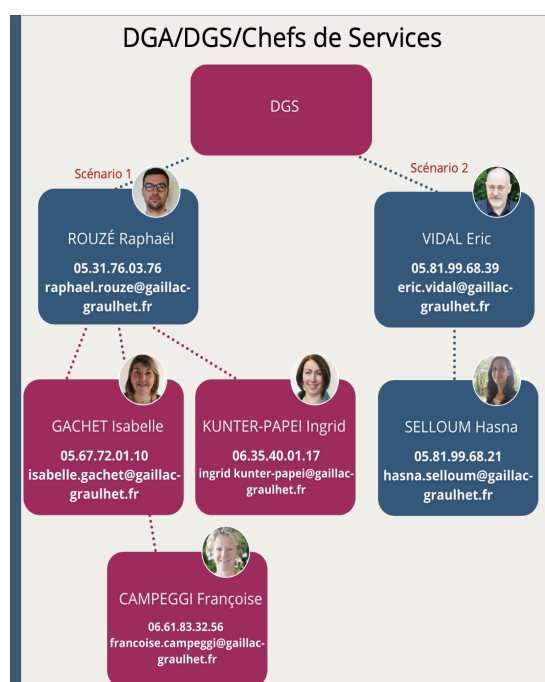 DGA/DGS/Chefs de Services
DGS
Scénario 1
Scénario 2
ROUZÉ Raphaël
05.31.76.03.76
raphael.rouze@gaillac-
graulhet.fr
VIDAL Eric
05.81.99.68.39
eric.vidal@gaillac-
graulhet.fr
GACHET Isabelle
05.67.72.01.10
isabelle.gachet@gaillac-
graulhet.fr
KUNTER-PAPEI Ingrid
06.35.40.01.17
ingrid kunter-papei@gaillac-
graulhet.fr
SELLOUM Hasna
05.81.99.68.21
hasna.selloum@gaillac-
graulhet.fr
CAMPEGGI Françoise
06.61.83.32.56
francoise.campeggi@gaillac-
graulhet.fr